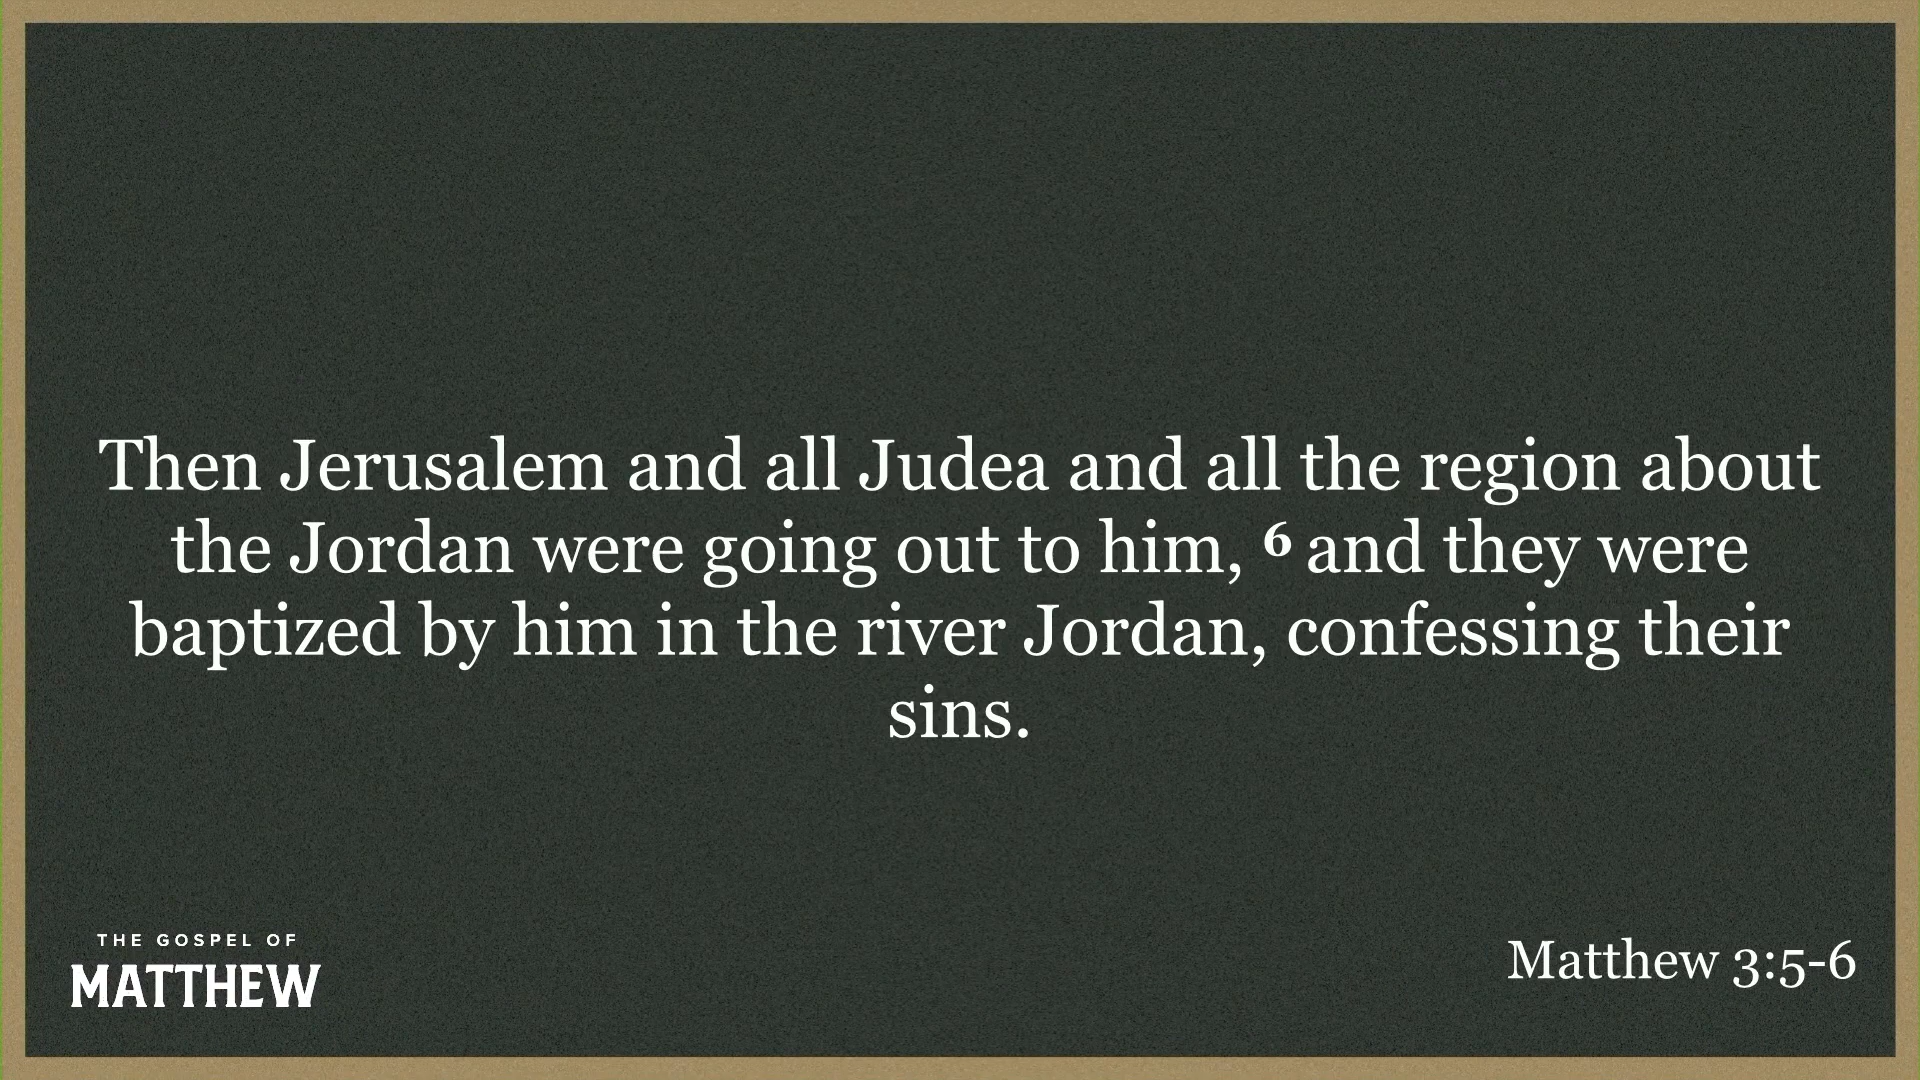 Then Jerusalem and all Judea and all the region about
the Jordan were going out to him, 6 and they were
baptized by him in the river Jordan, confessing their
sins.
THE GOSPEL OF
MATTHEW
Matthew 3:5-6